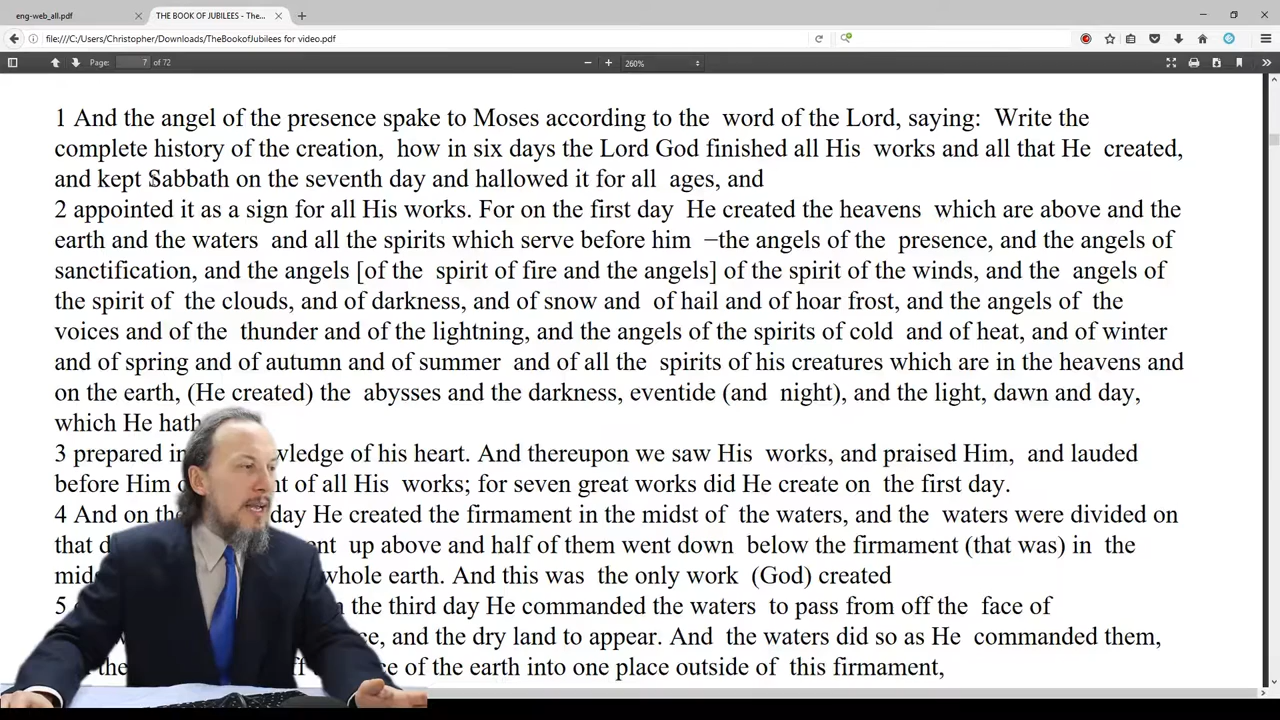 eng-web_all.pdf
THE BOOK OF JUBILEES - The...
file:///C:/Users/Christopher/Downloads/TheBookofJubilees for video.pdf
Page: 7 of 72
260%
1 And the angel of the presence spake to Moses according to the word of the Lord, saying: Write the
complete history of the creation, how in six days the Lord God finished all His works and all that He created,
and kept Sabbath on the seventh day and hallowed it for all ages, and
2 appointed it as a sign for all His works. For on the first day He created the heavens which are above and the
earth and the waters and all the spirits which serve before him −the angels of the presence, and the angels of
sanctification, and the angels [of the spirit of fire and the angels] of the spirit of the winds, and the angels of
the spirit of the clouds, and of darkness, and of snow and of hail and of hoar frost, and the angels of the
voices and of the thunder and of the lightning, and the angels of the spirits of cold and of heat, and of winter
and of spring and of autumn and of summer and of all the spirits of his creatures which are in the heavens and
on the earth, (He created) the abysses and the darkness, eventide (and night), and the light, dawn and day,
which He hath
3 prepared in wledge of his heart. And thereupon we saw His works, and praised Him, and lauded
before Him of all His works; for seven great works did He create on the first day.
4 And on the day He created the firmament in the midst of the waters, and the waters were divided on
that up above and half of them went down below the firmament (that was) in the
whole earth. And this was the only work (God) created
5 the third day He commanded the waters to pass from off the face of
and the dry land to appear. And the waters did so as He commanded them,
the of the earth into one place outside of this firmament,